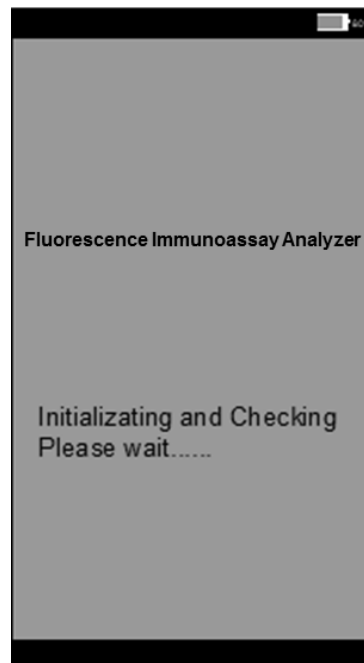 Fluorescence Immunoassay Analyzer
Initializating and Checking
Please wait......